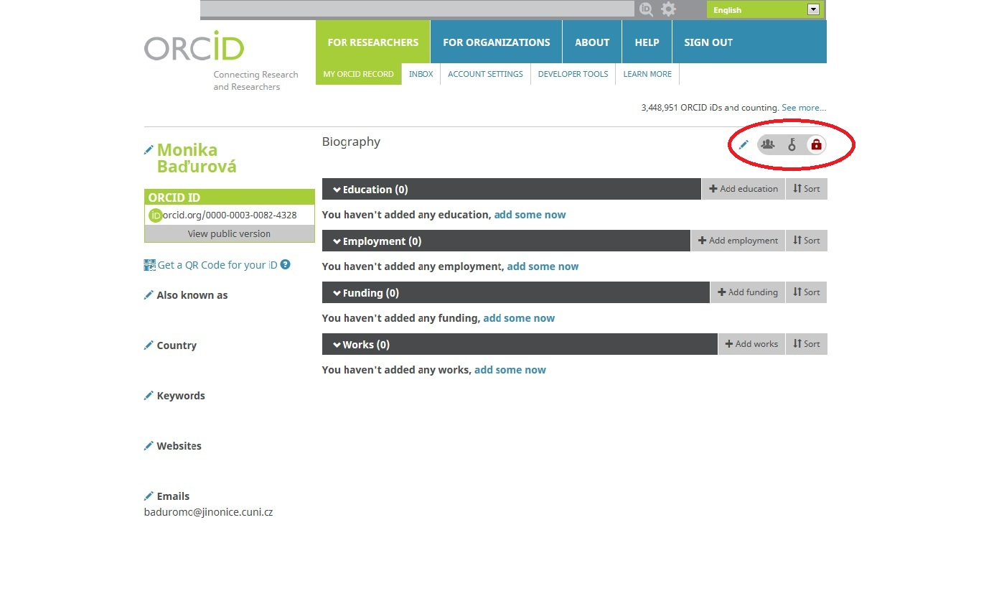 English
ORCiD
Connecting Research
and Researchers
FOR RESEARCHERS FOR ORGANIZATIONS ABOUT HELP SIGN OUT
MY ORCID RECORD INBOX ACCOUNT SETTINGS DEVELOPER TOOLS LEARN MORE
3,448,951 ORCID iDs and counting. See more...
Monika
Baďurová
ORCID ID
iD orcid.org/0000-0003-0082-4328
View public version
Get a QR Code for your iD ?
Also known as
Country
Keywords
Websites
Emails
baduromo@jinonice.cuni.cz
Biography
Education (0) Add education Sort
You haven't added any education, add some now
Employment (0) Add employment Sort
You haven't added any employment, add some now
Funding (0) Add funding Sort
You haven't added any funding, add some now
Works (0) Add works Sort
You haven't added any works, add some now